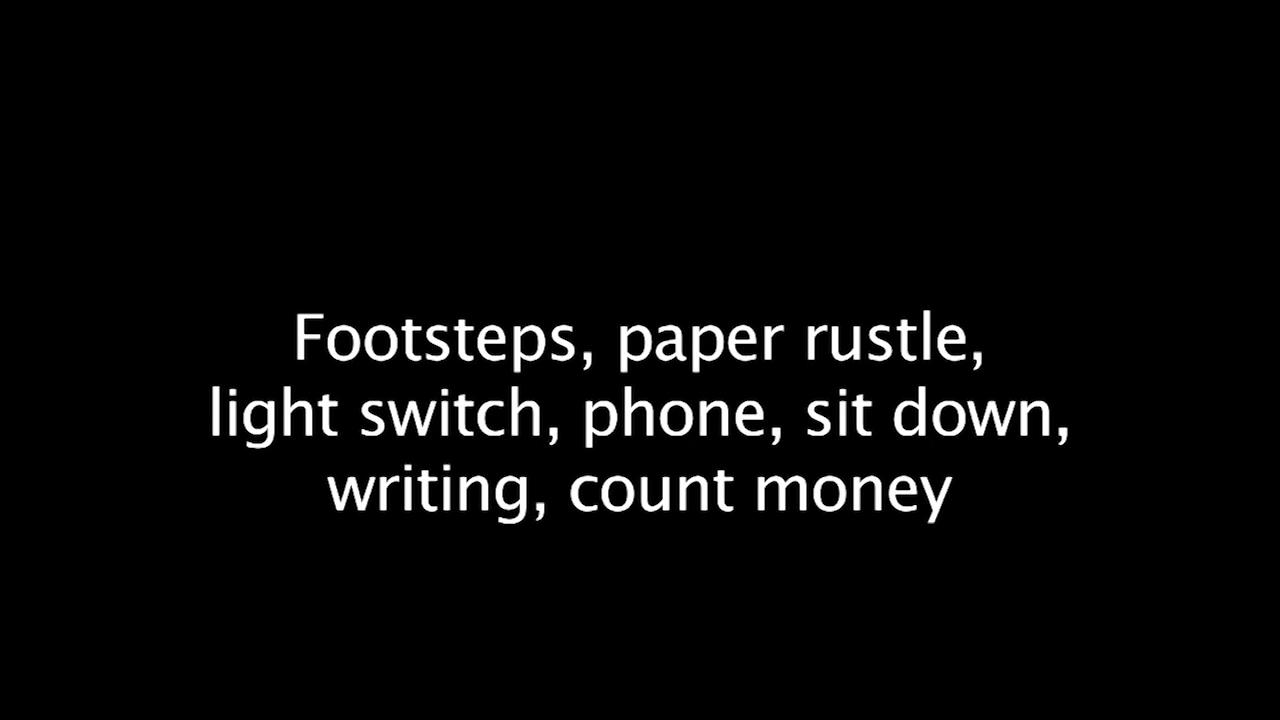 Footsteps, paper rustle,
light switch, phone, sit down,
writing, count money